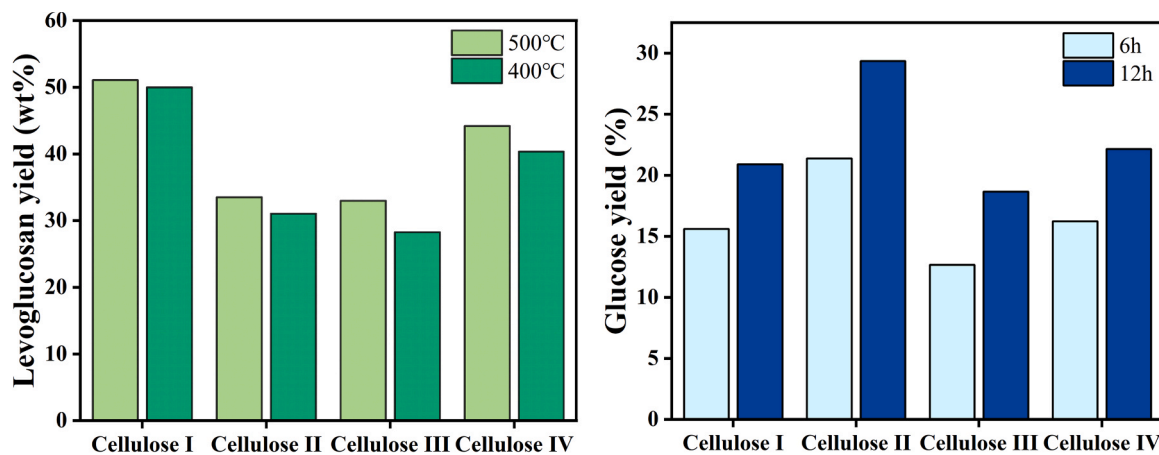 Levoglucosan yield (wt%)
60
50
40
30
20
10
0
500℃
400℃
Cellulose I Cellulose II Cellulose III Cellulose IV
Glucose yield (%)
30
25
20
15
10
5
0
6h
12h
Cellulose I Cellulose II Cellulose III Cellulose IV